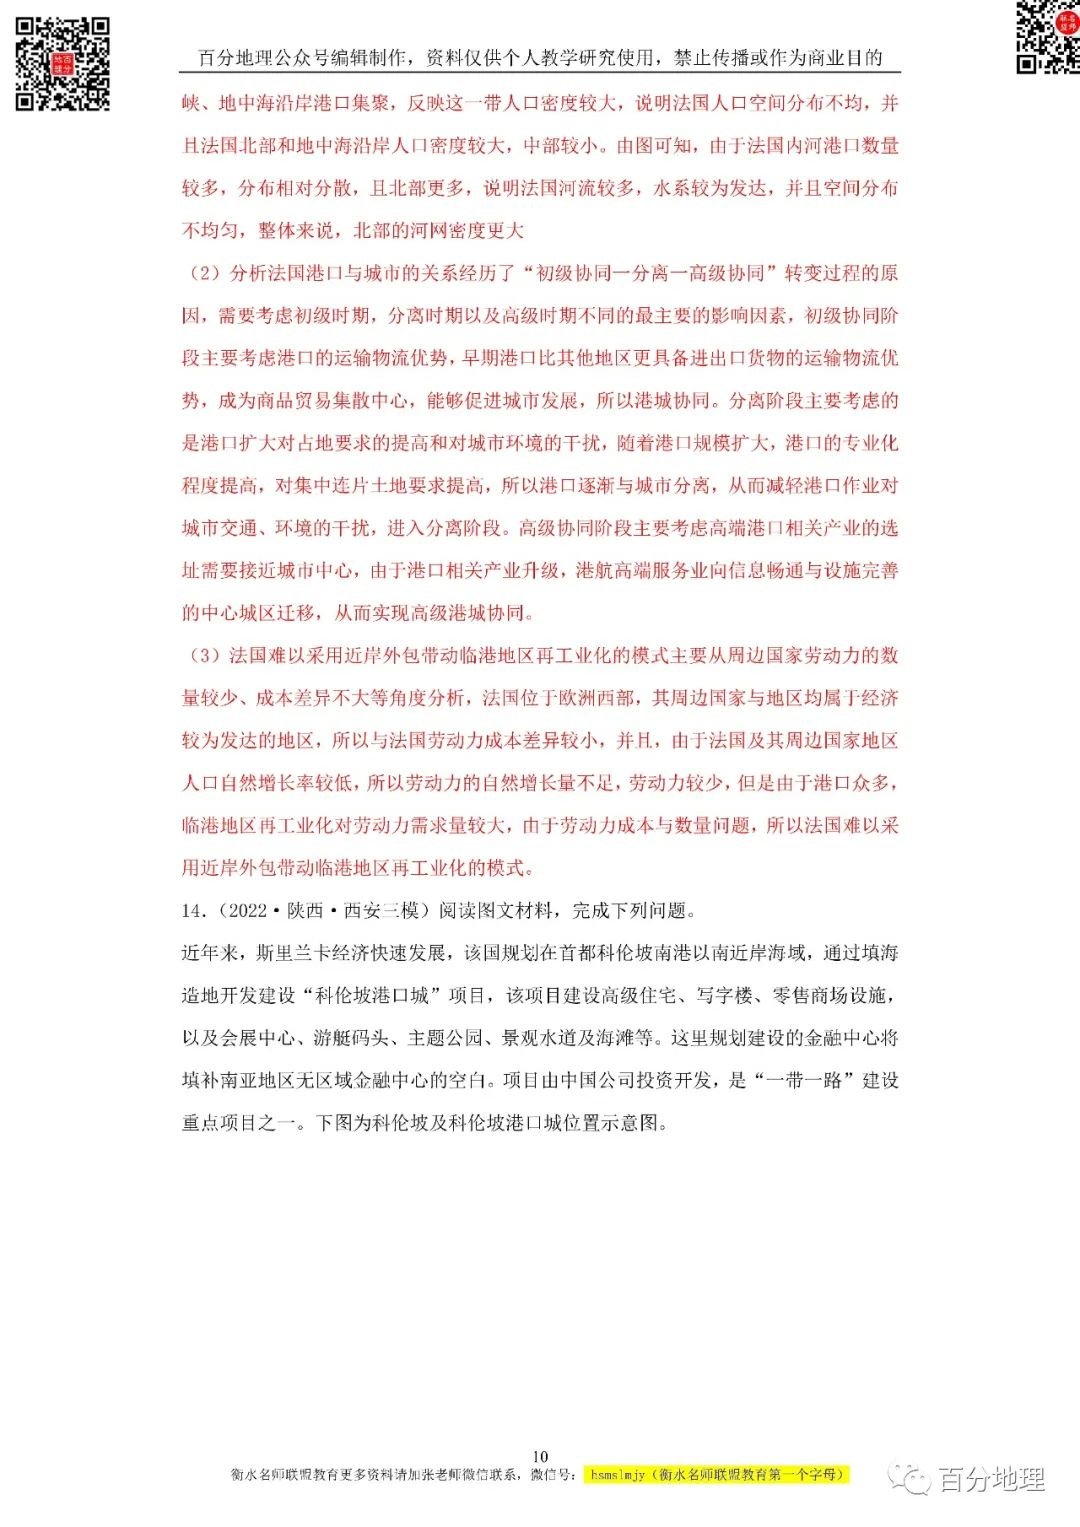 百分地理公众号编辑制作，资料仅供个人教学研究使用，禁止传播或作为商业目的
峡、地中海沿岸港口集聚，反映这一带人口密度较大，说明法国人口空间分布不均，并
且法国北部和地中海沿岸人口密度较大，中部较小。由图可知，由于法国内河港口数量
较多，分布相对分散，且北部更多，说明法国河流较多，水系较为发达，并且空间分布
不均匀，整体来说，北部的河网密度更大
（2）分析法国港口与城市的关系经历了“初级协同一分离一高级协同”转变过程的原
因，需要考虑初级时期，分离时期以及高级时期不同的最主要的影响因素，初级协同阶
段主要考虑港口的运输物流优势，早期港口比其他地区更具备进出口货物的运输物流优
势，成为商品贸易集散中心，能够促进城市发展，所以港城协同。分离阶段主要考虑的
是港口扩大对占地要求的提高和对城市环境的干扰，随着港口规模扩大，港口的专业化
程度提高，对集中连片土地要求提高，所以港口逐渐与城市分离，从而减轻港口作业对
城市交通、环境的干扰，进入分离阶段。高级协同阶段主要考虑高端港口相关产业的选
址需要接近城市中心，由于港口相关产业升级，港航高端服务业向信息畅通与设施完善
的中心城区迁移，从而实现高级港城协同。
（3）法国难以采用近岸外包带动临港地区再工业化的模式主要从周边国家劳动力的数
量较少、成本差异不大等角度分析，法国位于欧洲西部，其周边国家与地区均属于经济
较为发达的地区，所以与法国劳动力成本差异较小，并且，由于法国及其周边国家地区
人口自然增长率较低，所以劳动力的自然增长量不足，劳动力较少，但是由于港口众多，
临港地区再工业化对劳动力需求量较大，由于劳动力成本与数量问题，所以法国难以采
用近岸外包带动临港地区再工业化的模式。
14．（2022·陕西·西安三模）阅读图文材料，完成下列问题。
近年来，斯里兰卡经济快速发展，该国规划在首都科伦坡南港以南近岸海域，通过填海
造地开发建设“科伦坡港口城”项目，该项目建设高级住宅、写字楼、零售商场设施，
以及会展中心、游艇码头、主题公园、景观水道及海滩等。这里规划建设的金融中心将
填补南亚地区无区域金融中心的空白。项目由中国公司投资开发，是“一带一路”建设
重点项目之一。下图为科伦坡及科伦坡港口城位置示意图。
10
衡水名师联盟教育更多资料请加张老师微信联系，微信号：hsmslmjy（衡水名师联盟教育第一个字母）
百分地理